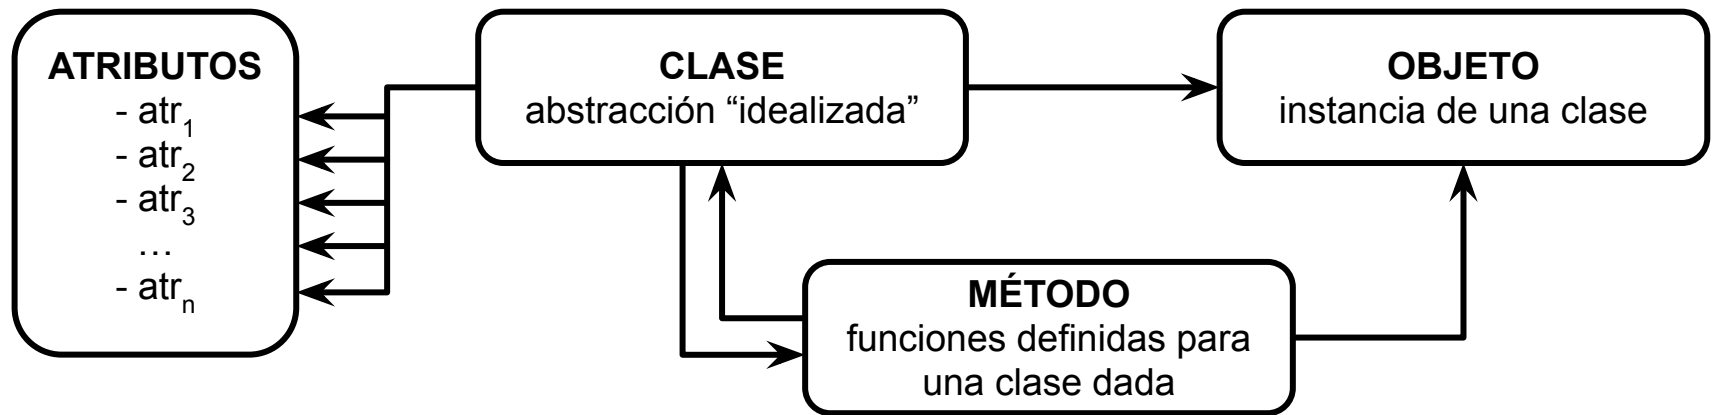 ATRIBUTOS
- atr₁
- atr₂
- atr₃
...
- atrₙ
CLASE
abstracción “idealizada”
OBJETO
instancia de una clase
MÉTODO
funciones definidas para
una clase dada